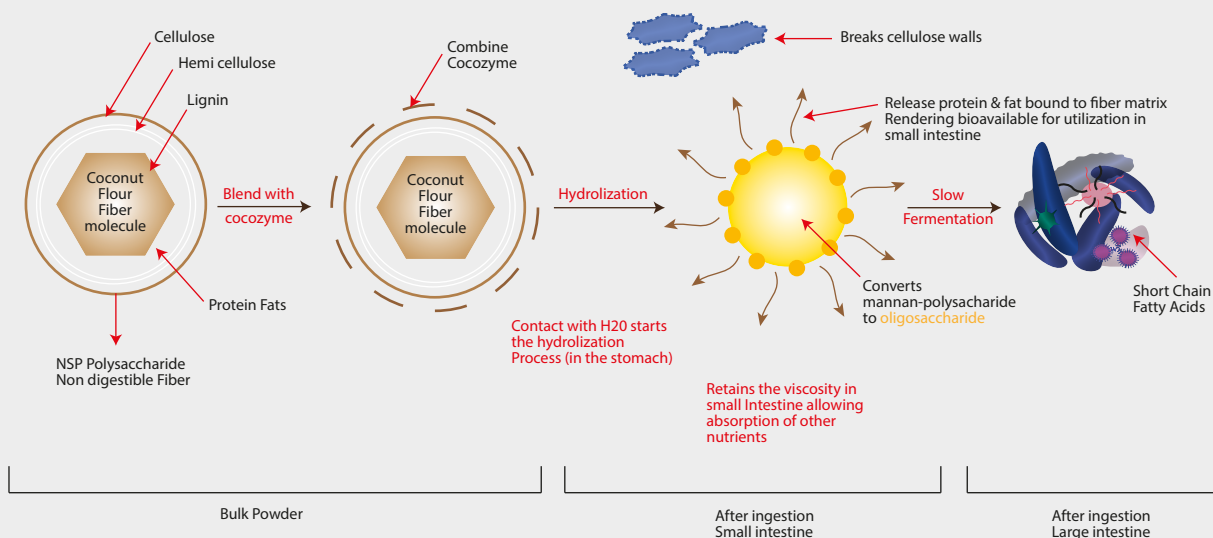 Cellulose
Hemi cellulose
Lignin
Coconut
Flour
Fiber
molecule
Protein Fats
NSP Polysaccharide
Non digestible Fiber
Blend with
cocozyme
Combine
Cocozyme
Coconut
Flour
Fiber
molecule
Hydrolization
Contact with H20 starts
the hydrolization
Process (in the stomach)
Breaks cellulose walls
Release protein & fat bound to fiber matrix
Rendering bioavailable for utilization in
small intestine
Converts
mannan-polysacharide
to oligosaccharide
Retains the viscosity in
small Intestine allowing
absorption of other
nutrients
Slow
Fermentation
Short Chain
Fatty Acids
Bulk Powder
After ingestion
Small intestine
After ingestion
Large intestine